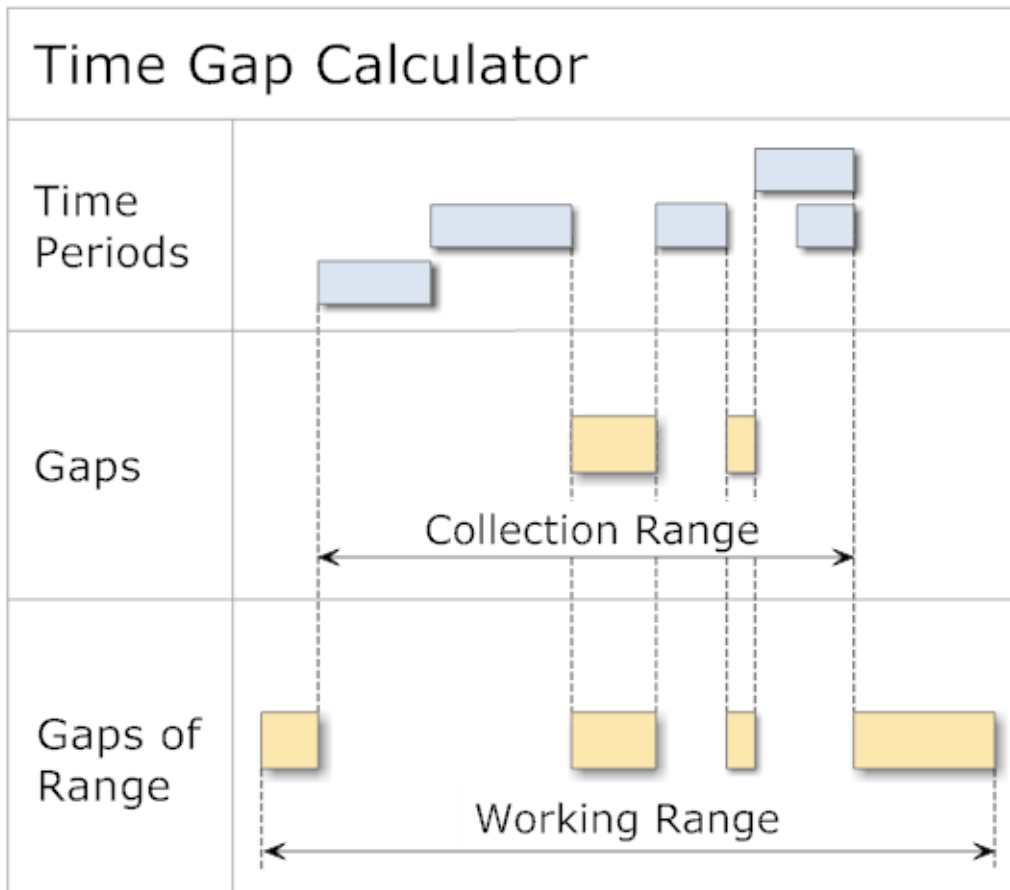 Time Gap Calculator
Time
Periods
Gaps
Collection Range
Gaps of
Range
Working Range